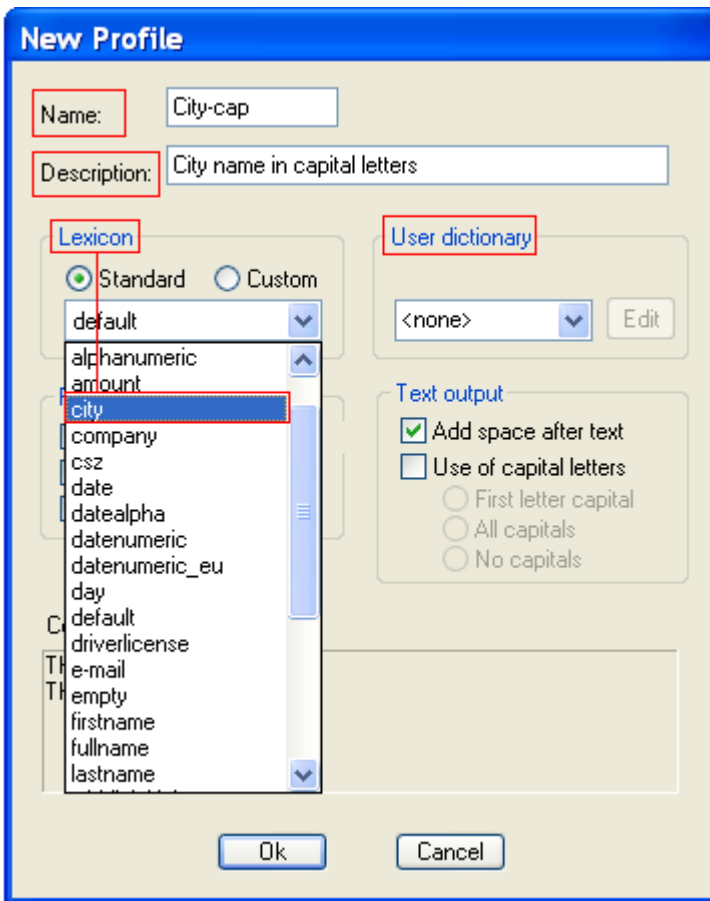 New Profile
Name: City-cap
Description: City name in capital letters
Lexicon
User dictionary
Standard Custom
default
<none> Edit
alphanumeric
amount
city
company
csz
date
datealpha
datenumeric
datenumeric_eu
day
default
driverlicense
e-mail
empty
firstname
fullname
lastname
Text output
Add space after text
Use of capital letters
First letter capital
All capitals
No capitals
Ok Cancel